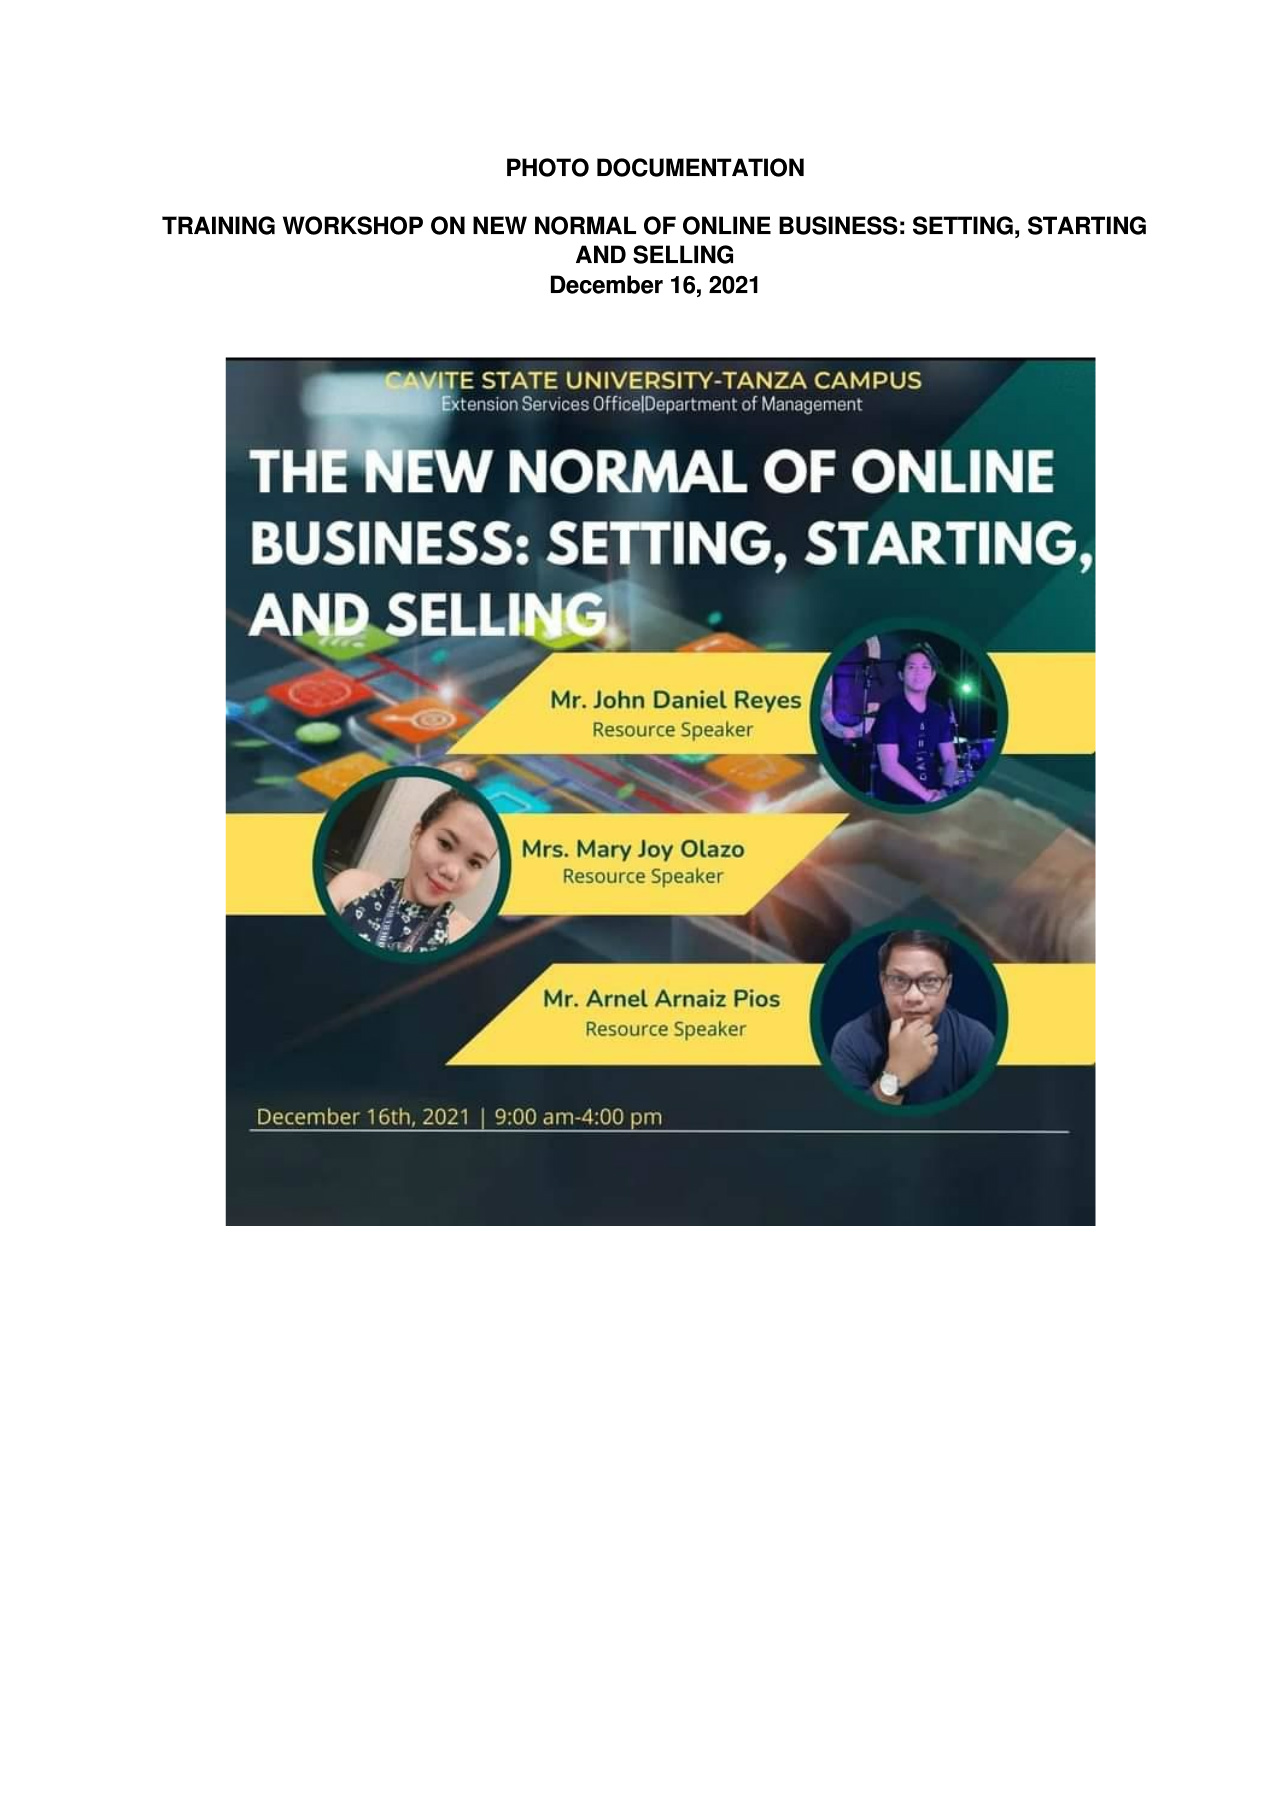 PHOTO DOCUMENTATION
TRAINING WORKSHOP ON NEW NORMAL OF ONLINE BUSINESS: SETTING, STARTING
AND SELLING
December 16, 2021
CAVITE STATE UNIVERSITY-TANZA CAMPUS
Extension Services Office|Department of Management
THE NEW NORMAL OF ONLINE
BUSINESS: SETTING, STARTING,
AND SELLING
Mr. John Daniel Reyes
Resource Speaker
Mrs. Mary Joy Olazo
Resource Speaker
Mr. Arnel Arnaiz Pios
Resource Speaker
December 16th, 2021 | 9:00 am-4:00 pm